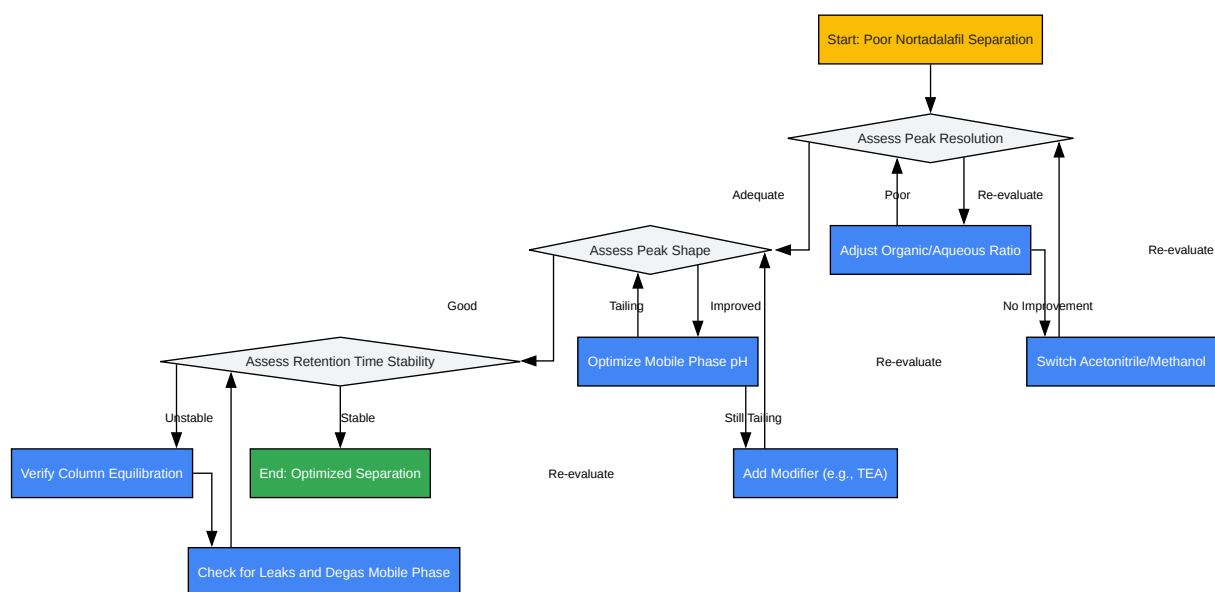 Start: Poor Nortadalafil Separation
Assess Peak Resolution
Adequate
Poor
Re-evaluate
Assess Peak Shape
Adjust Organic/Aqueous Ratio
Re-evaluate
Good
Tailing
Improved
No Improvement
Assess Retention Time Stability
Optimize Mobile Phase pH
Re-evaluate
Switch Acetonitrile/Methanol
Unstable
Stable
Still Tailing
Verify Column Equilibration
End: Optimized Separation
Re-evaluate
Add Modifier (e.g., TEA)
Check for Leaks and Degas Mobile Phase